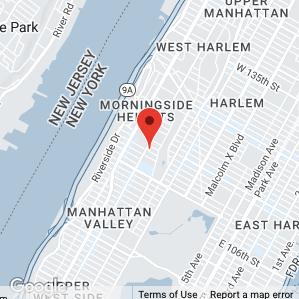 UPPER
MANHATTAN
e Park
River Rd
WEST HARLEM
NEW JERSEY
NEW YORK
W 135th St
9A
MORNINGSIDE
HEIGHTS
HARLEM
Riverside Dr
Malcolm X Blvd
Madison Ave
Park Ave
MANHATTAN
VALLEY
EAST HAR
E 106th St
5th Ave
1st Ave
FDR
Google
UPPER
WEST SIDE
rd Ave
Terms of Use
Report a map error